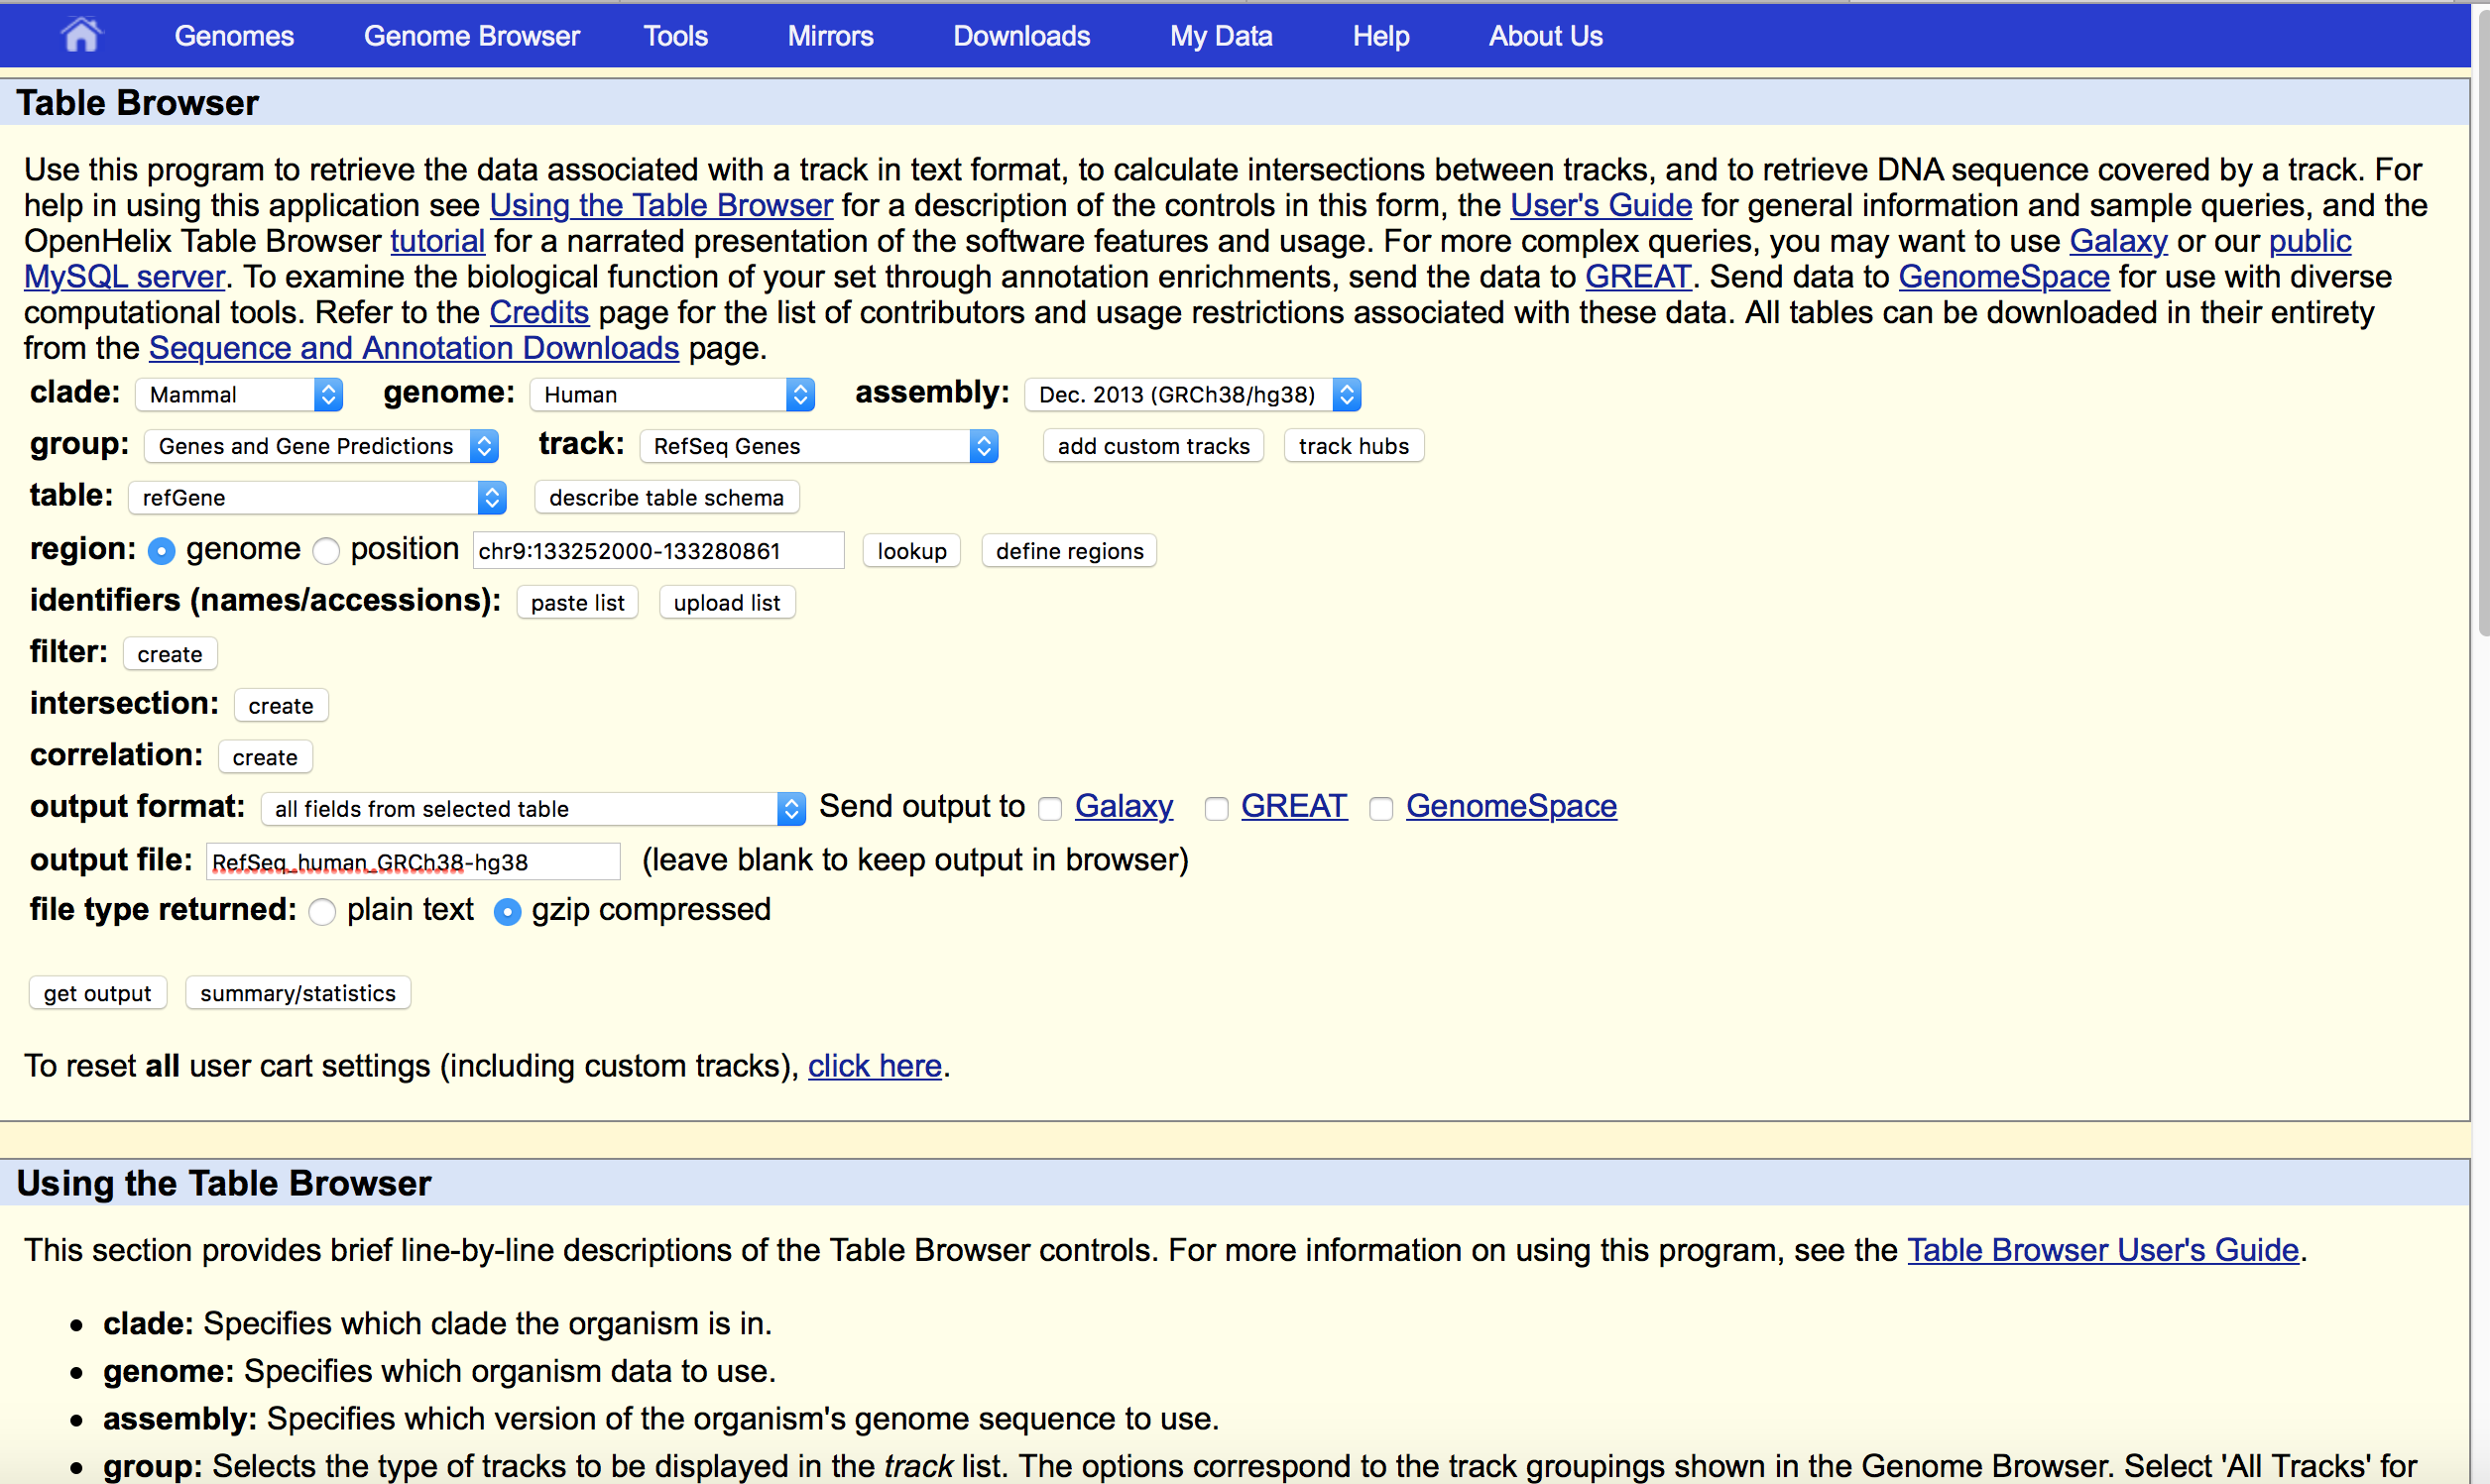 Genomes Genome Browser Tools Mirrors Downloads My Data Help About Us
Table Browser
Use this program to retrieve the data associated with a track in text format, to calculate intersections between tracks, and to retrieve DNA sequence covered by a track. For
help in using this application see Using the Table Browser for a description of the controls in this form, the User's Guide for general information and sample queries, and the
OpenHelix Table Browser tutorial for a narrated presentation of the software features and usage. For more complex queries, you may want to use Galaxy or our public
MySQL server. To examine the biological function of your set through annotation enrichments, send the data to GREAT. Send data to GenomeSpace for use with diverse
computational tools. Refer to the Credits page for the list of contributors and usage restrictions associated with these data. All tables can be downloaded in their entirety
from the Sequence and Annotation Downloads page.
clade: Mammal genome: Human assembly: Dec. 2013 (GRCh38/hg38)
group: Genes and Gene Predictions track: RefSeq Genes add custom tracks track hubs
table: refGene describe table schema
region: genome position chr9:133252000-133280861 lookup define regions
identifiers (names/accessions): paste list upload list
filter: create
intersection: create
correlation: create
output format: all fields from selected table Send output to Galaxy GREAT GenomeSpace
output file: RefSeq_human_GRCh38-hg38 (leave blank to keep output in browser)
file type returned: plain text gzip compressed
get output summary/statistics
To reset all user cart settings (including custom tracks), click here.
Using the Table Browser
This section provides brief line-by-line descriptions of the Table Browser controls. For more information on using this program, see the Table Browser User's Guide.
• clade: Specifies which clade the organism is in.
• genome: Specifies which organism data to use.
• assembly: Specifies which version of the organism's genome sequence to use.
• group: Selects the type of tracks to be displayed in the track list. The options correspond to the track groupings shown in the Genome Browser. Select 'All Tracks' for